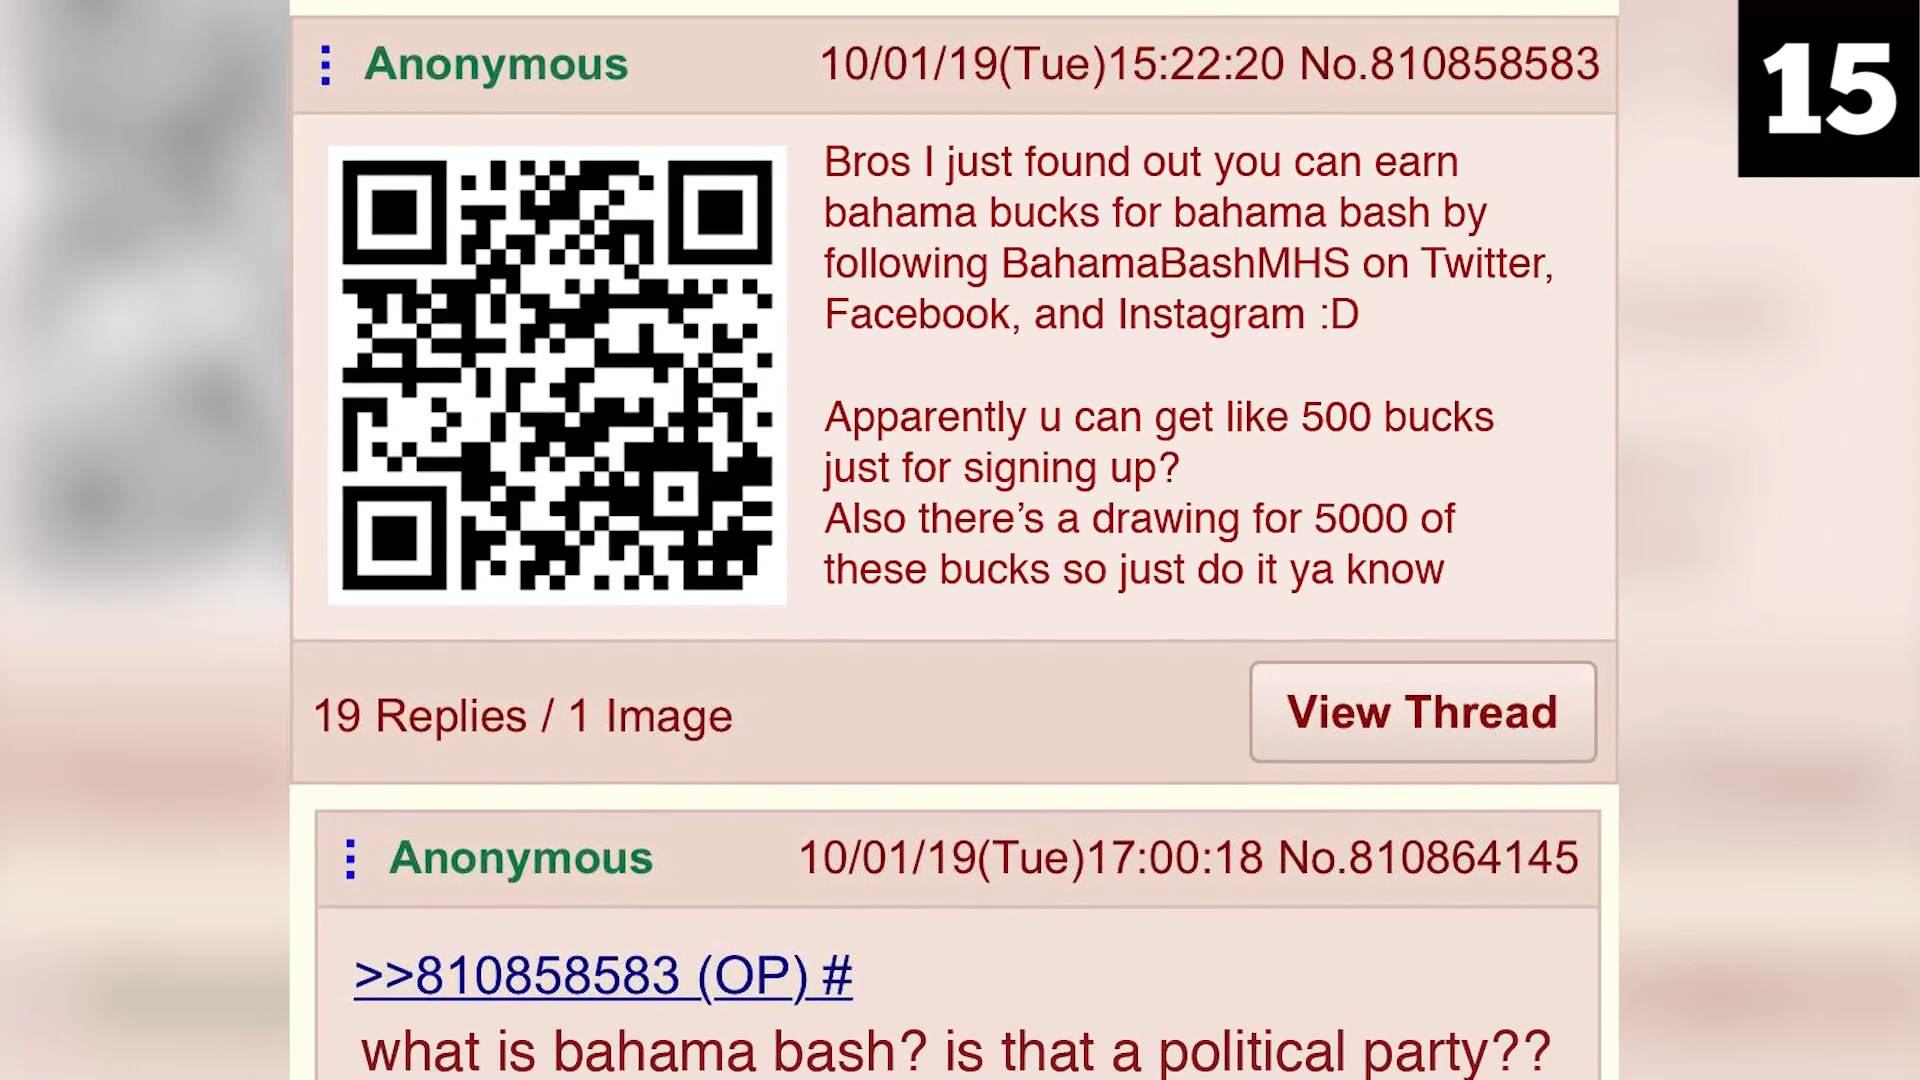 Anonymous 10/01/19(Tue)15:22:20 No.810858583
15
Bros I just found out you can earn
bahama bucks for bahama bash by
following BahamaBashMHS on Twitter,
Facebook, and Instagram :D
Apparently u can get like 500 bucks
just for signing up?
Also there’s a drawing for 5000 of
these bucks so just do it ya know
19 Replies / 1 Image
View Thread
Anonymous 10/01/19(Tue)17:00:18 No.810864145
>>810858583 (OP) #
what is bahama bash? is that a political party??